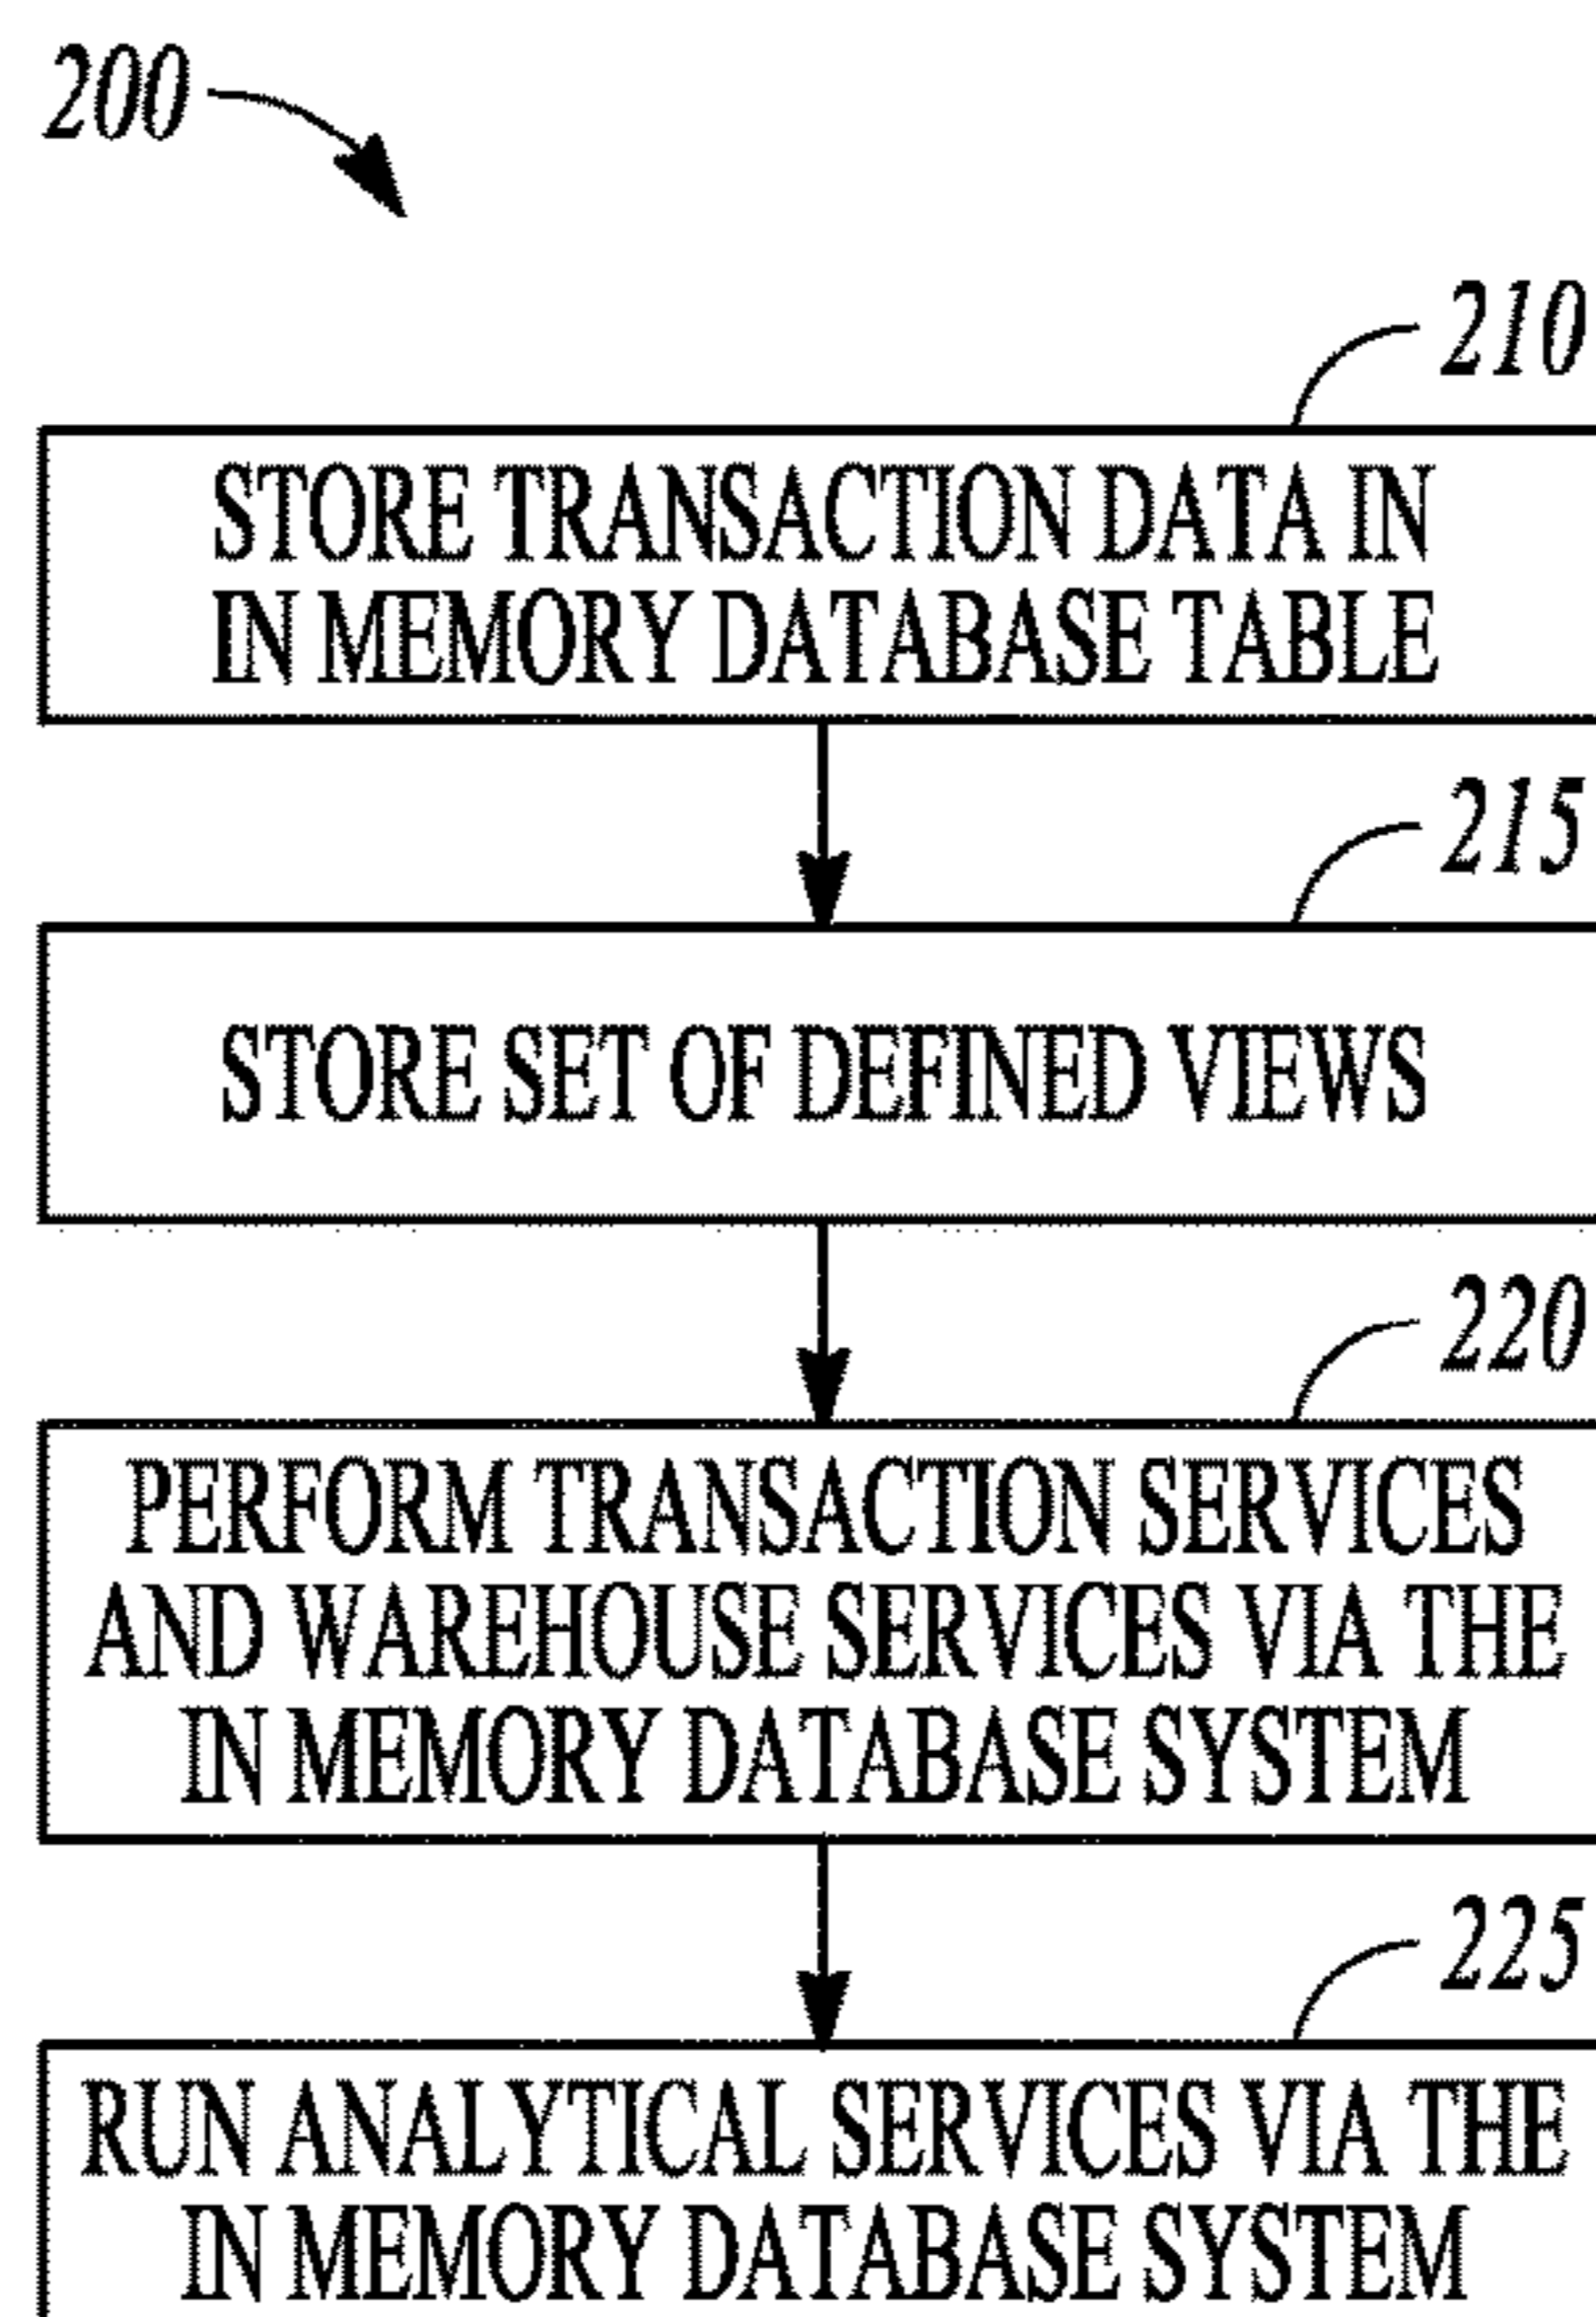 200
210
STORE TRANSACTION DATA IN
IN MEMORY DATABASE TABLE
215
STORE SET OF DEFINED VIEWS
220
PERFORM TRANSACTION SERVICES
AND WAREHOUSE SERVICES VIA THE
IN MEMORY DATABASE SYSTEM
225
RUN ANALYTICAL SERVICES VIA THE
IN MEMORY DATABASE SYSTEM